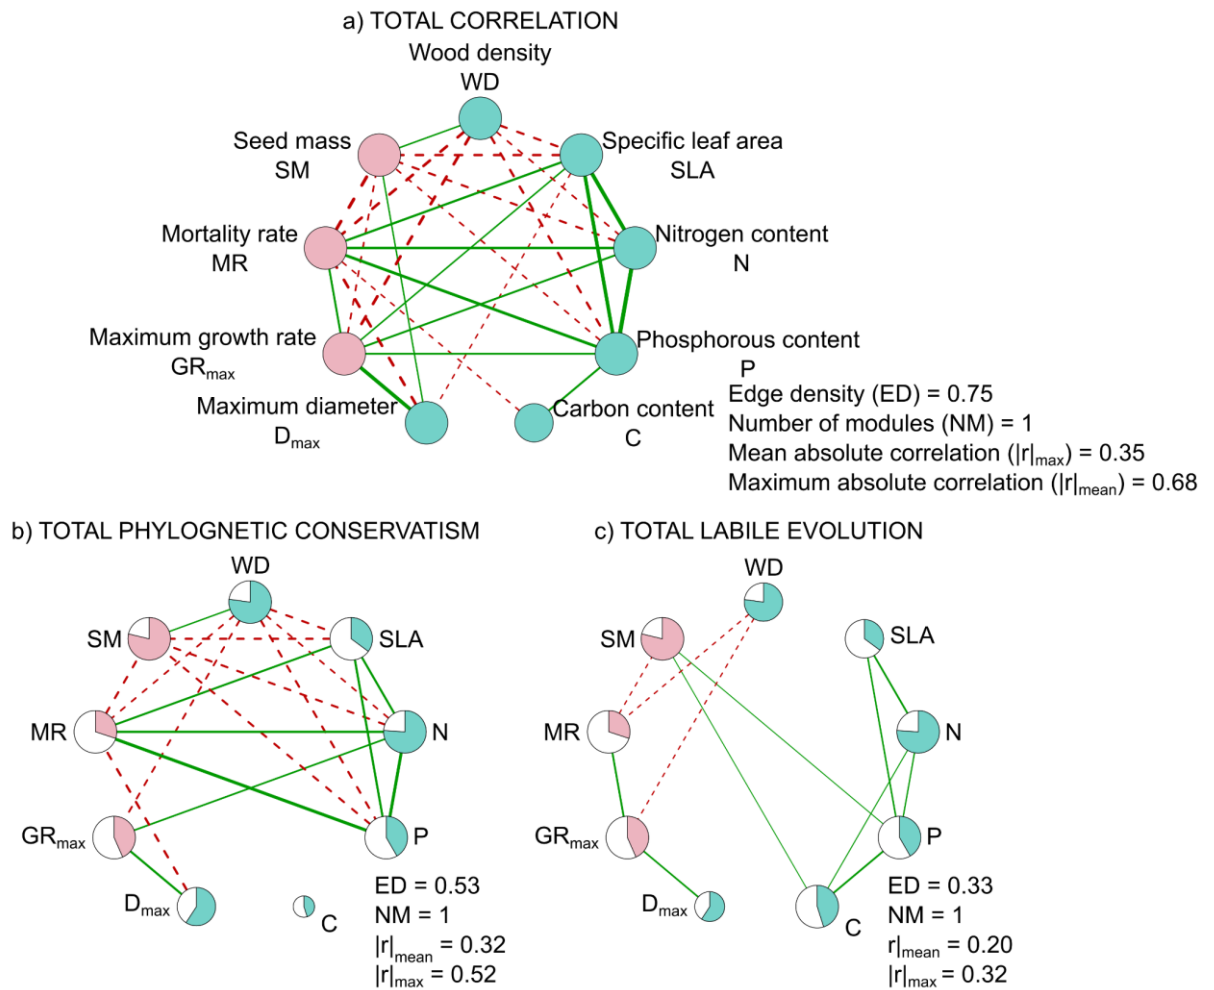 a) TOTAL CORRELATION
Wood density
WD
Seed mass
SM
Specific leaf area
SLA
Mortality rate
MR
Nitrogen content
N
Maximum growth rate
GRmax
Phosphorous content
P
Maximum diameter
Dmax
Carbon content
C
Edge density (ED) = 0.75
Number of modules (NM) = 1
Mean absolute correlation (|r|max) = 0.35
Maximum absolute correlation (|r|mean) = 0.68
b) TOTAL PHYLOGNETIC CONSERVATISM
WD
SM
SLA
MR
N
GRmax
P
Dmax
C
ED = 0.53
NM = 1
|r|mean = 0.32
|r|max = 0.52
c) TOTAL LABILE EVOLUTION
WD
SM
SLA
MR
N
GRmax
P
Dmax
C
ED = 0.33
NM = 1
r|mean = 0.20
|r|max = 0.32